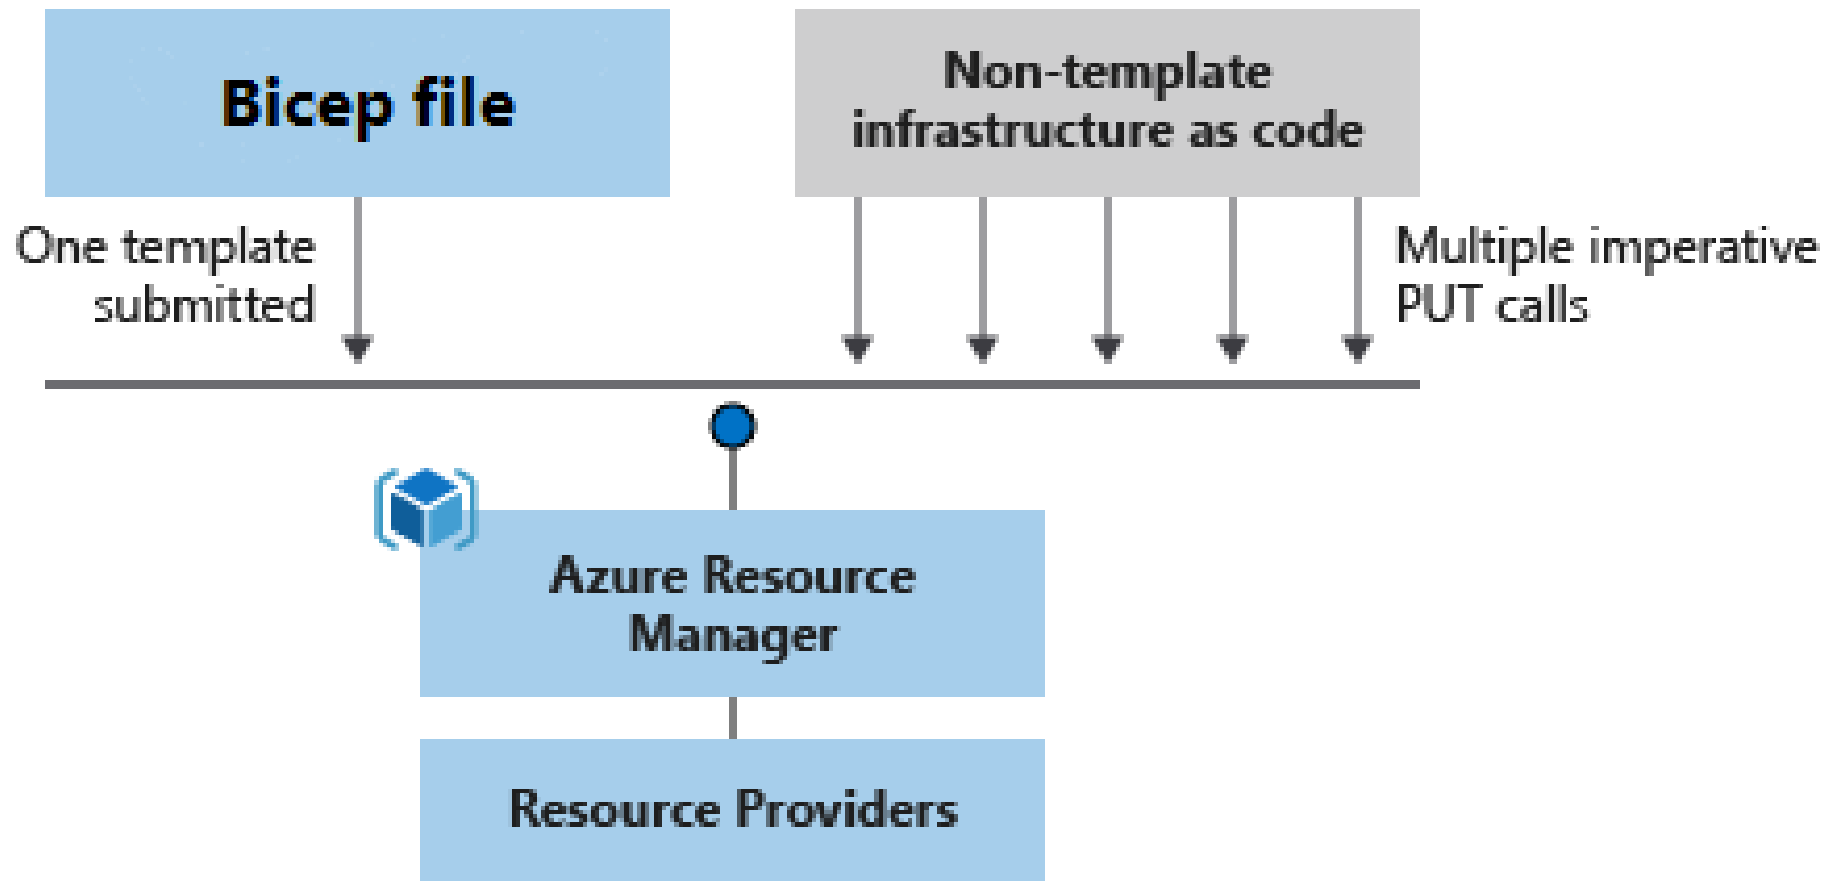 Bicep file
Non-template
infrastructure as code
One template
submitted
Multiple imperative
PUT calls
Azure Resource
Manager
Resource Providers